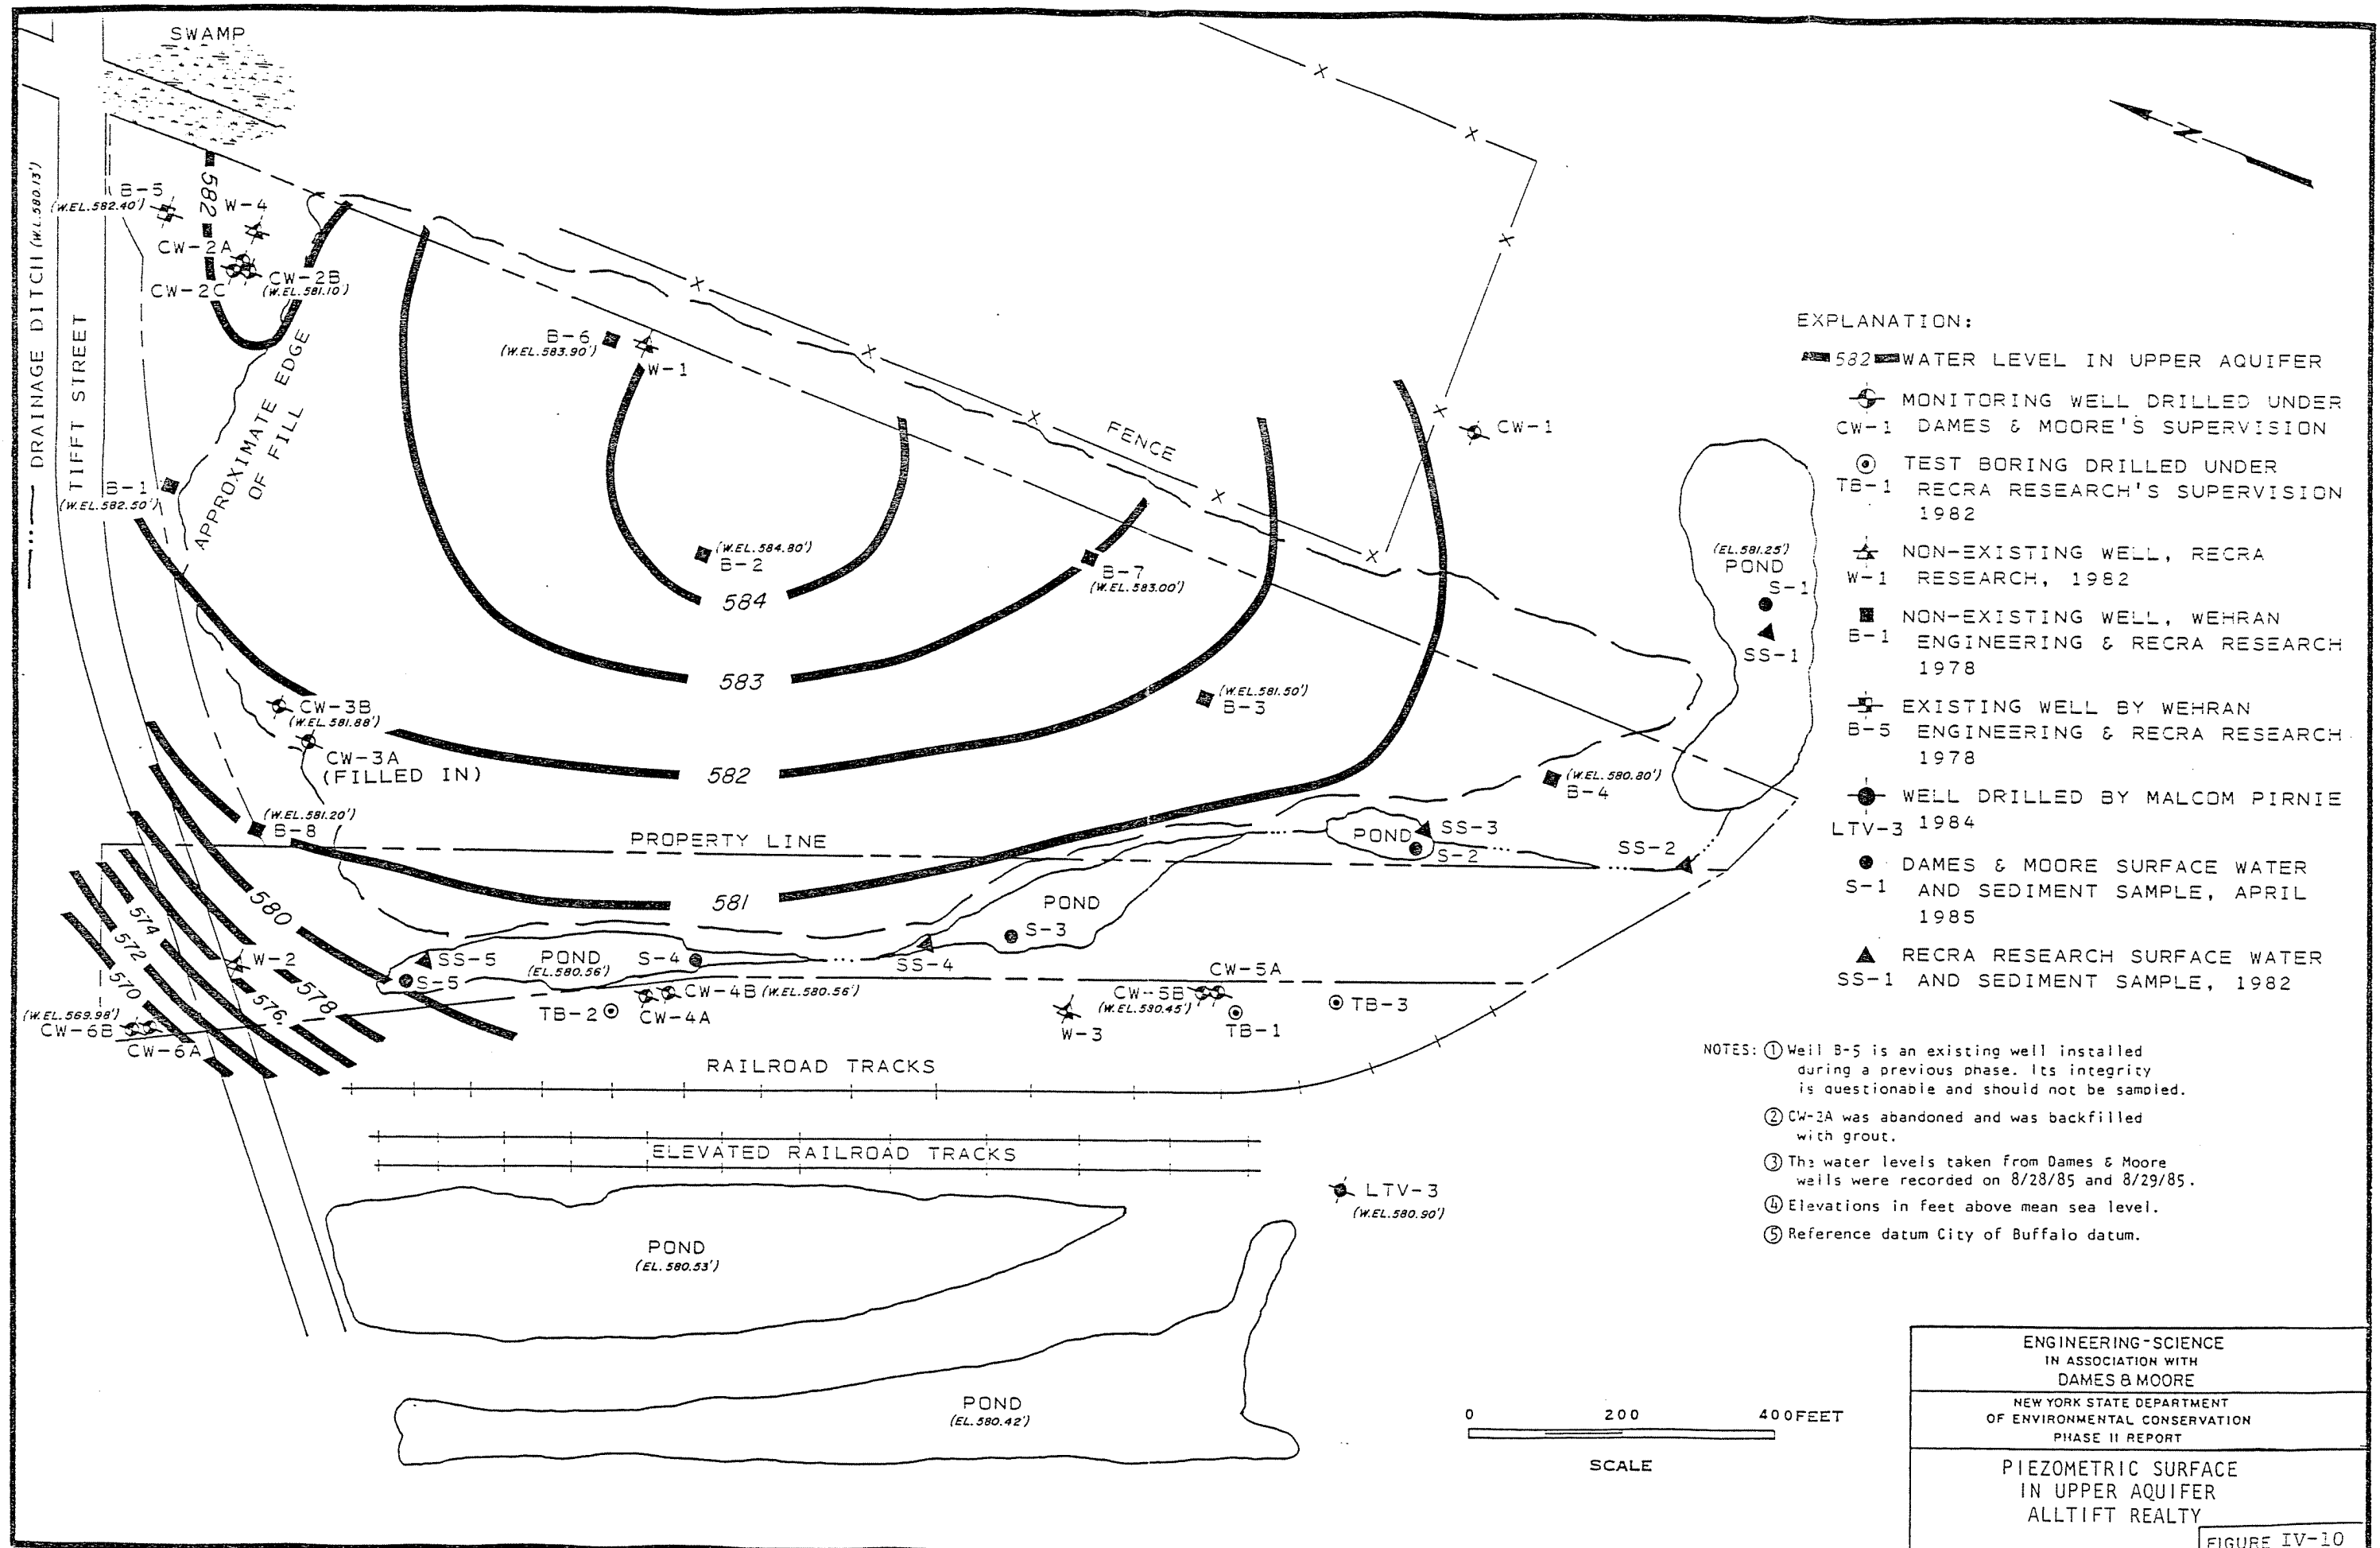 SWAMP
DRAINAGE DITCH (W.L.580.13')
TIFFT STREET
B-5
(W.EL.582.40')
582
W-4
CW-2A
CW-2B
(W.EL.581.10')
CW-2C
APPROXIMATE EDGE
OF FILL
B-1
(W.EL.582.50')
B-6
(W.EL.583.90')
W-1
FENCE
CW-1
N
(W.EL.584.80')
B-2
584
B-7
(W.EL.583.00')
583
(W.EL.581.50')
B-3
CW-3B
(W.EL.581.88')
CW-3A
(FILLED IN)
582
(W.EL.581.20')
B-8
PROPERTY LINE
581
(W.EL.580.80')
B-4
(EL.581.25')
POND
S-1
SS-1
POND
SS-3
S-2
SS-2
POND
S-3
SS-4
580
574
572
570
W-2
578
576
SS-5
S-5
POND
(EL.580.56')
S-4
CW-4B (W.EL.580.56')
CW-4A
TB-2
CW-5A
CW-5B
(W.EL.580.45')
W-3
TB-1
TB-3
(W.EL.569.98')
CW-6B
CW-6A
RAILROAD TRACKS
ELEVATED RAILROAD TRACKS
LTV-3
(W.EL.580.90')
POND
(EL.580.53')
POND
(EL.580.42')
EXPLANATION:
582 WATER LEVEL IN UPPER AQUIFER
MONITORING WELL DRILLED UNDER
CW-1 DAMES & MOORE'S SUPERVISION
TEST BORING DRILLED UNDER
TB-1 RECRA RESEARCH'S SUPERVISION
1982
NON-EXISTING WELL, RECRA
W-1 RESEARCH, 1982
NON-EXISTING WELL, WEHRAN
B-1 ENGINEERING & RECRA RESEARCH
1978
EXISTING WELL BY WEHRAN
B-5 ENGINEERING & RECRA RESEARCH
1978
WELL DRILLED BY MALCOM PIRNIE
LTV-3 1984
DAMES & MOORE SURFACE WATER
S-1 AND SEDIMENT SAMPLE, APRIL
1985
RECRA RESEARCH SURFACE WATER
SS-1 AND SEDIMENT SAMPLE, 1982
NOTES: ① Well B-5 is an existing well installed
during a previous phase. Its integrity
is questionable and should not be sampled.
② CW-2A was abandoned and was backfilled
with grout.
③ The water levels taken from Dames & Moore
wells were recorded on 8/28/85 and 8/29/85.
④ Elevations in feet above mean sea level.
⑤ Reference datum City of Buffalo datum.
0 200 400 FEET
SCALE
ENGINEERING-SCIENCE
IN ASSOCIATION WITH
DAMES & MOORE
NEW YORK STATE DEPARTMENT
OF ENVIRONMENTAL CONSERVATION
PHASE II REPORT
PIEZOMETRIC SURFACE
IN UPPER AQUIFER
ALLTIFT REALTY
FIGURE IV-10